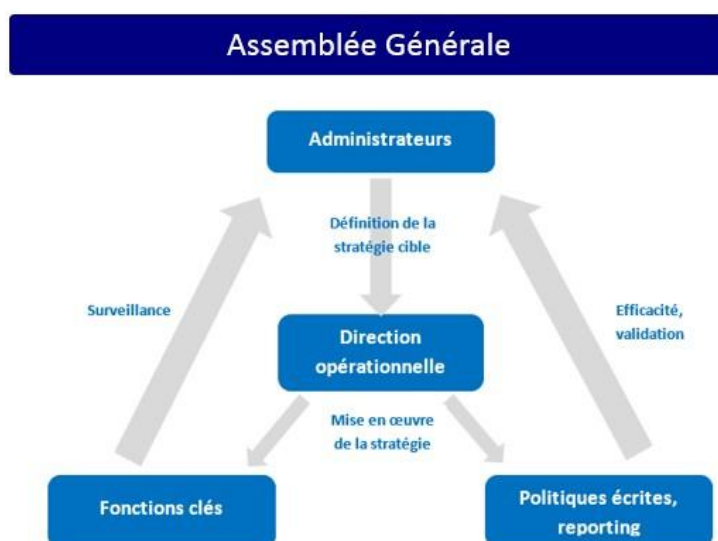 Assemblée Générale
Administrateurs
Définition de la
stratégie cible
Surveillance
Efficacité,
validation
Direction
opérationnelle
Mise en œuvre
de la stratégie
Fonctions clés
Politiques écrites,
reporting